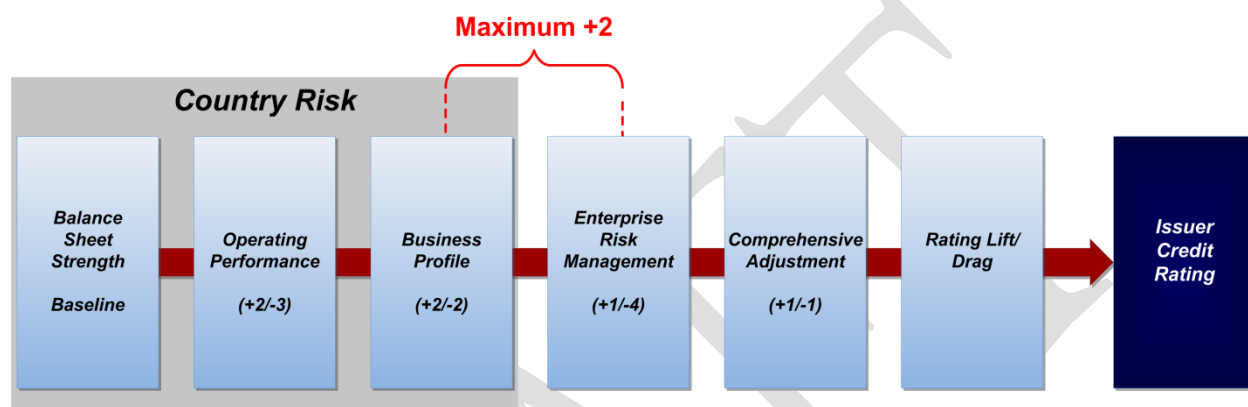 Maximum +2
Country Risk
Balance
Sheet
Strength
Baseline
Operating
Performance
(+2/-3)
Business
Profile
(+2/-2)
Enterprise
Risk
Management
(+1/-4)
Comprehensive
Adjustment
(+1/-1)
Rating Lift/
Drag
Issuer
Credit
Rating